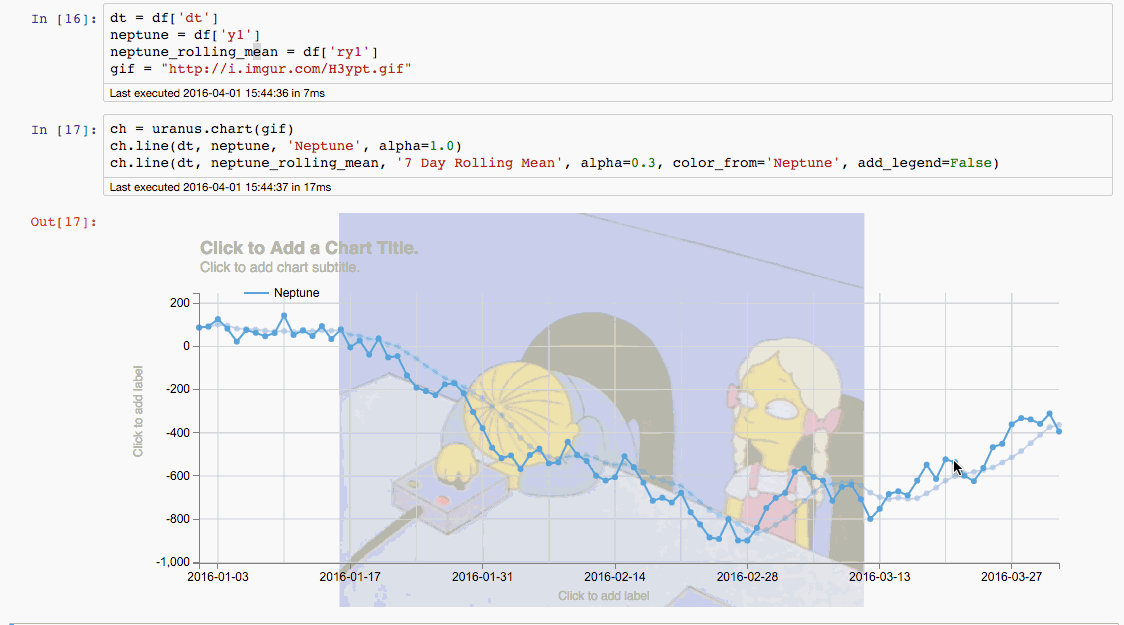 In [16]:
dt = df['dt']
neptune = df['y1']
neptune_rolling_mean = df['ry1']
gif = "http://i.imgur.com/H3ypt.gif"
Last executed 2016-04-01 15:44:36 in 7ms
In [17]:
ch = uranus.chart(gif)
ch.line(dt, neptune, 'Neptune', alpha=1.0)
ch.line(dt, neptune_rolling_mean, '7 Day Rolling Mean', alpha=0.3, color_from='Neptune', add_legend=False)
Last executed 2016-04-01 15:44:37 in 17ms
Out[17]:
Click to Add a Chart Title.
Click to add chart subtitle.
Neptune
200
0
-200
-400
-600
-800
-1,000
Click to add label
2016-01-03 2016-01-17 2016-01-31 2016-02-14 2016-02-28 2016-03-13 2016-03-27
Click to add label